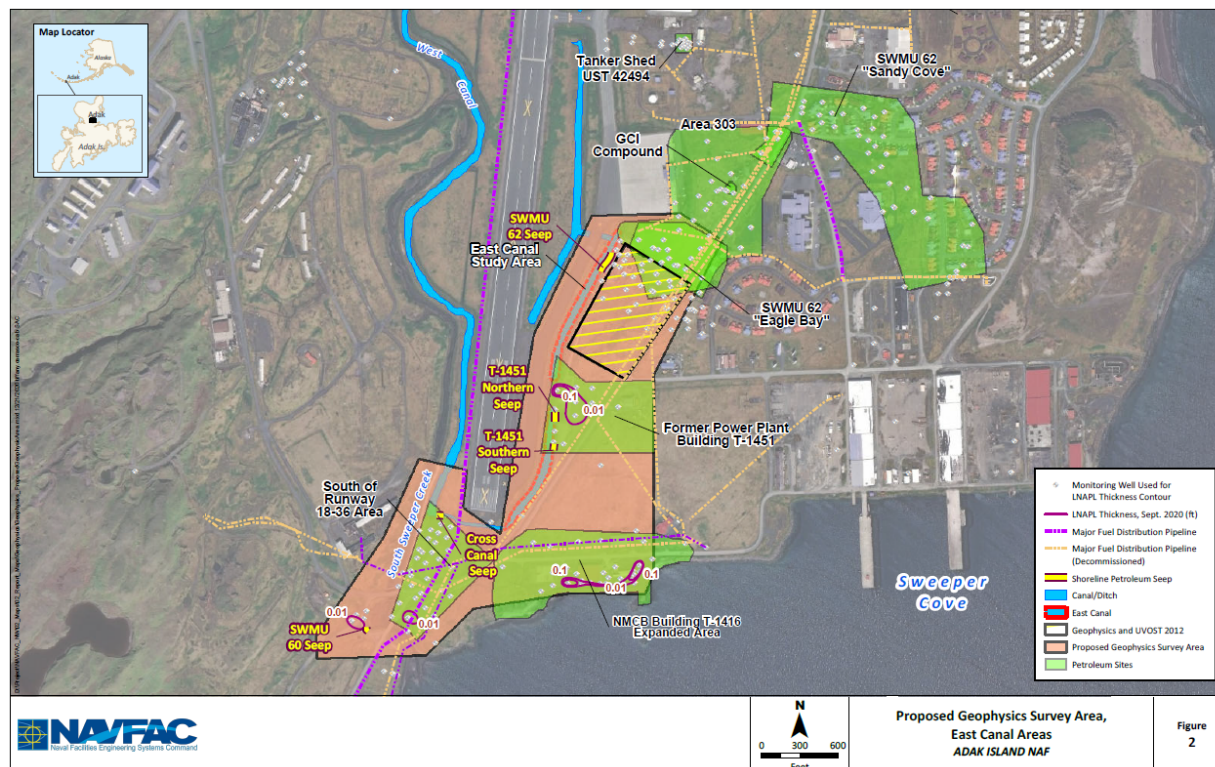 Map Locator
Alaska
Adak
Adak
Adak Is.
West
Canal
Tanker Shed
UST 42494
SWMU 62
"Sandy Cove"
Area 303
GCI
Compound
SWMU
62 Seep
East Canal
Study Area
SWMU 62
"Eagle Bay"
T-1451
Northern
Seep
0.1
0.01
Former Power Plant
Building T-1451
T-1451
Southern
Seep
South of
Runway
18-36 Area
South Sweeper Creek
Cross
Canal
Seep
0.1
0.01
0.1
0.01
0.01
SWMU
60 Seep
NMCB Building T-1416
Expanded Area
Sweeper
Cove
Monitoring Well Used for
LNAPL Thickness Contour
LNAPL Thickness, Sept. 2020 (ft)
Major Fuel Distribution Pipeline
Major Fuel Distribution Pipeline
(Decommissioned)
Shoreline Petroleum Seep
Canal/Ditch
East Canal
Geophysics and UVOST 2012
Proposed Geophysics Survey Area
Petroleum Sites
NAVFAC
Naval Facilities Engineering Systems Command
N
0 300 600
Feet
Proposed Geophysics Survey Area,
East Canal Areas
ADAK ISLAND NAF
Figure
2